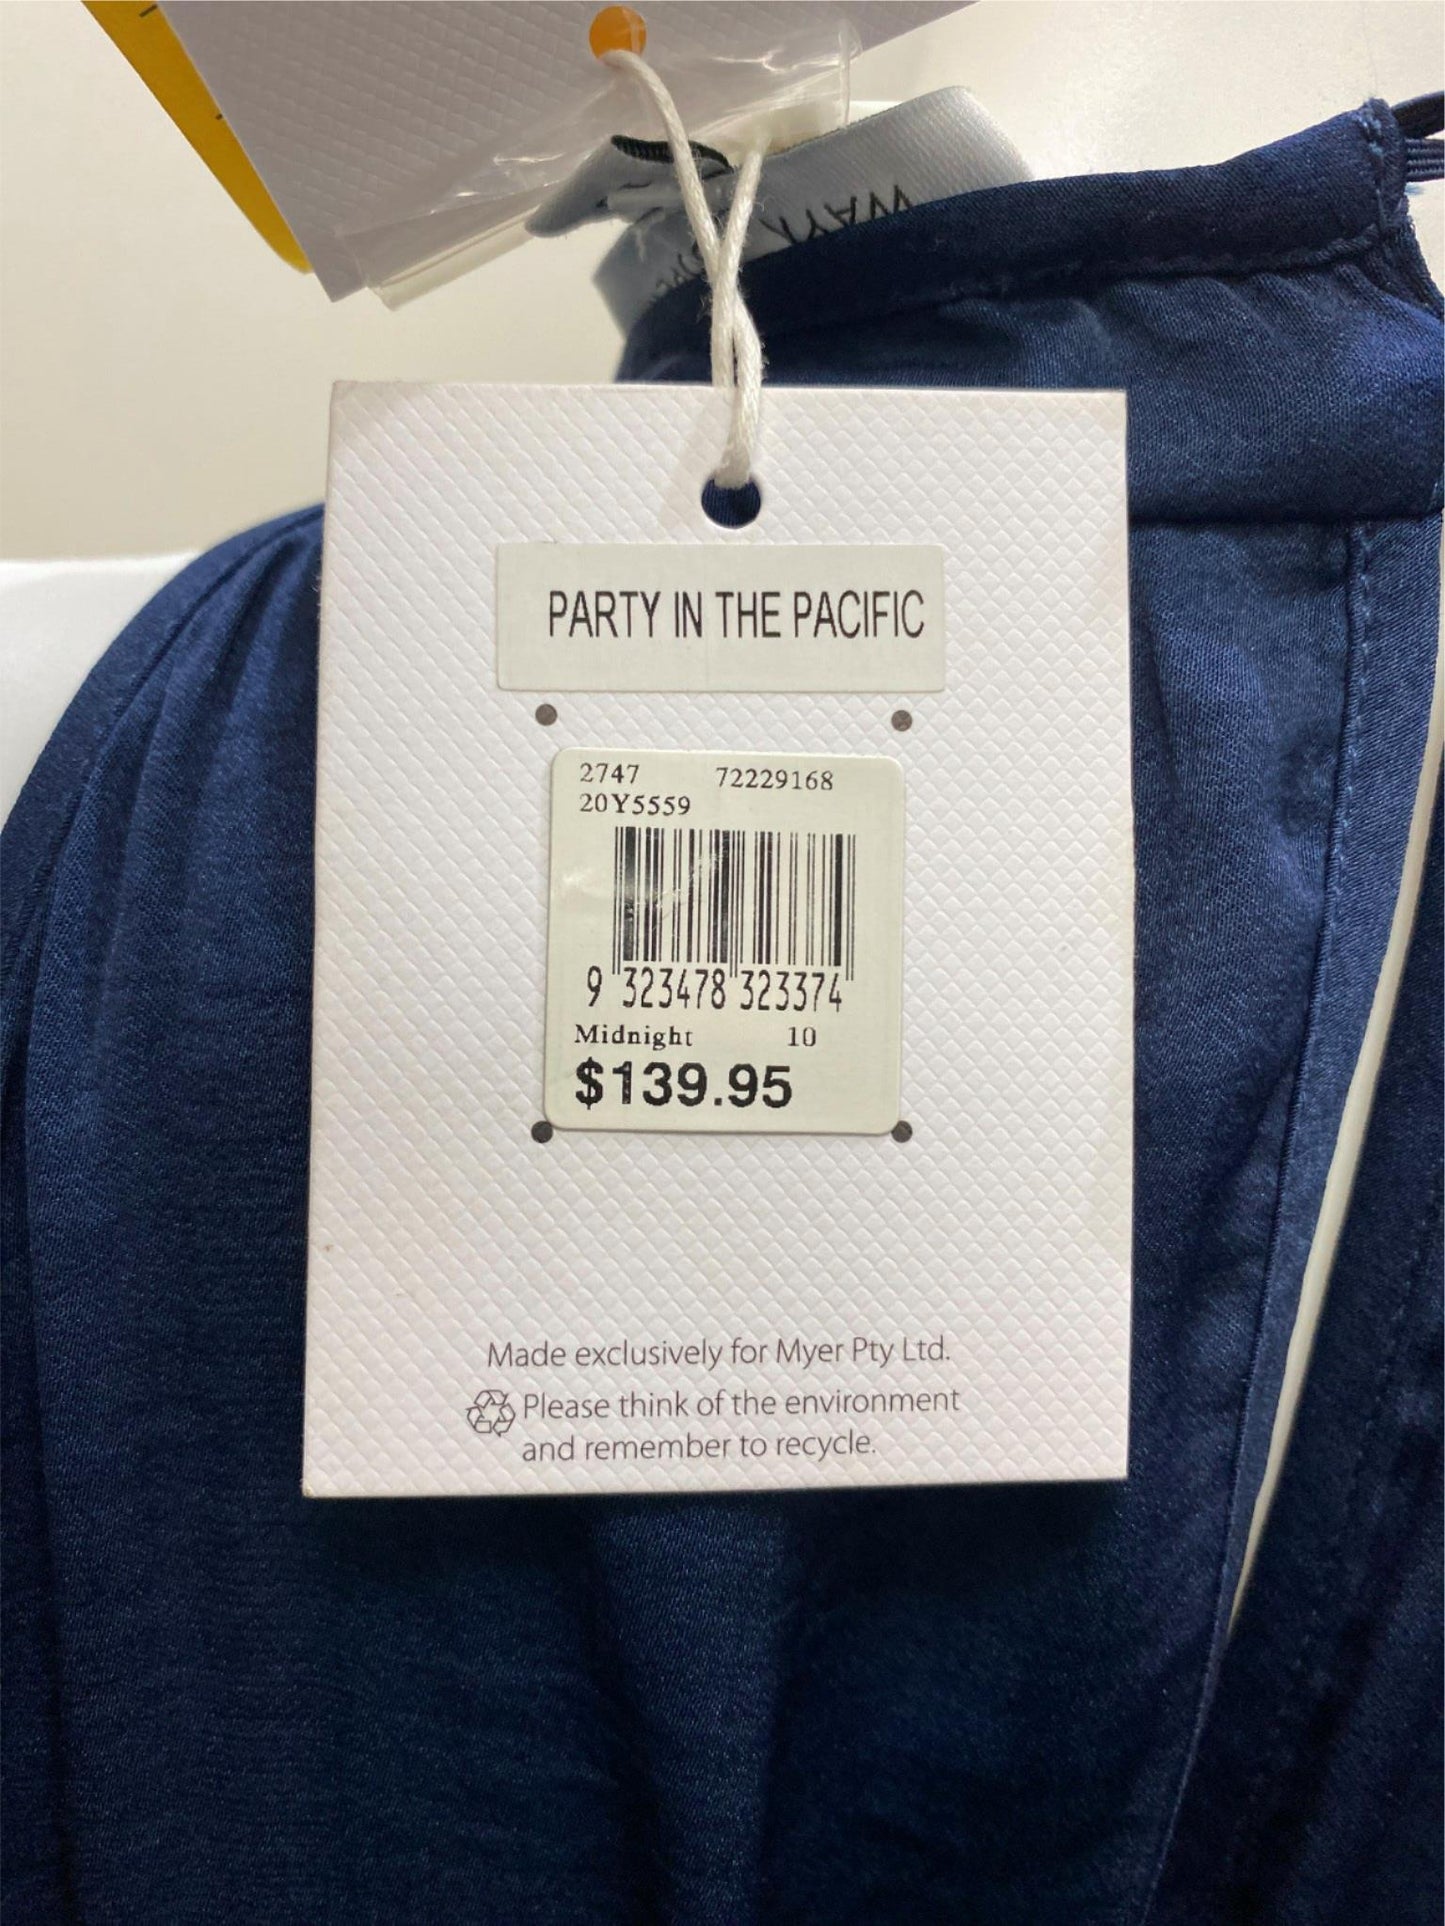 PARTY IN THE PACIFIC
2747 72229168
20Y5559
9 323478 323374
Midnight 10
$139.95
Made exclusively for Myer Pty Ltd.
Please think of the environment
and remember to recycle.